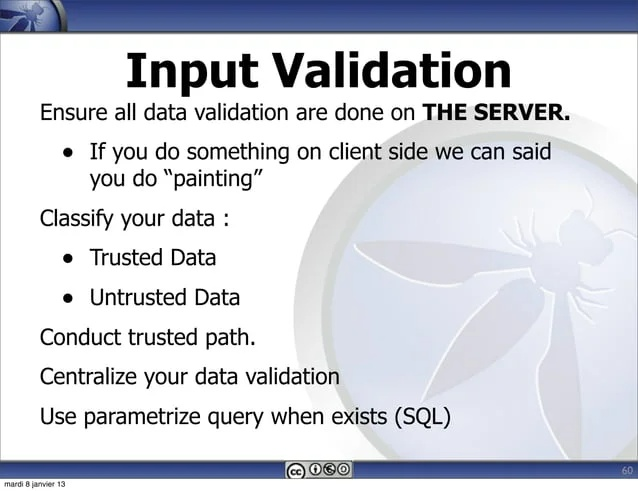 Input Validation
Ensure all data validation are done on THE SERVER.
• If you do something on client side we can said
you do “painting”
Classify your data :
• Trusted Data
• Untrusted Data
Conduct trusted path.
Centralize your data validation
Use parametrize query when exists (SQL)
60
mardi 8 janvier 13